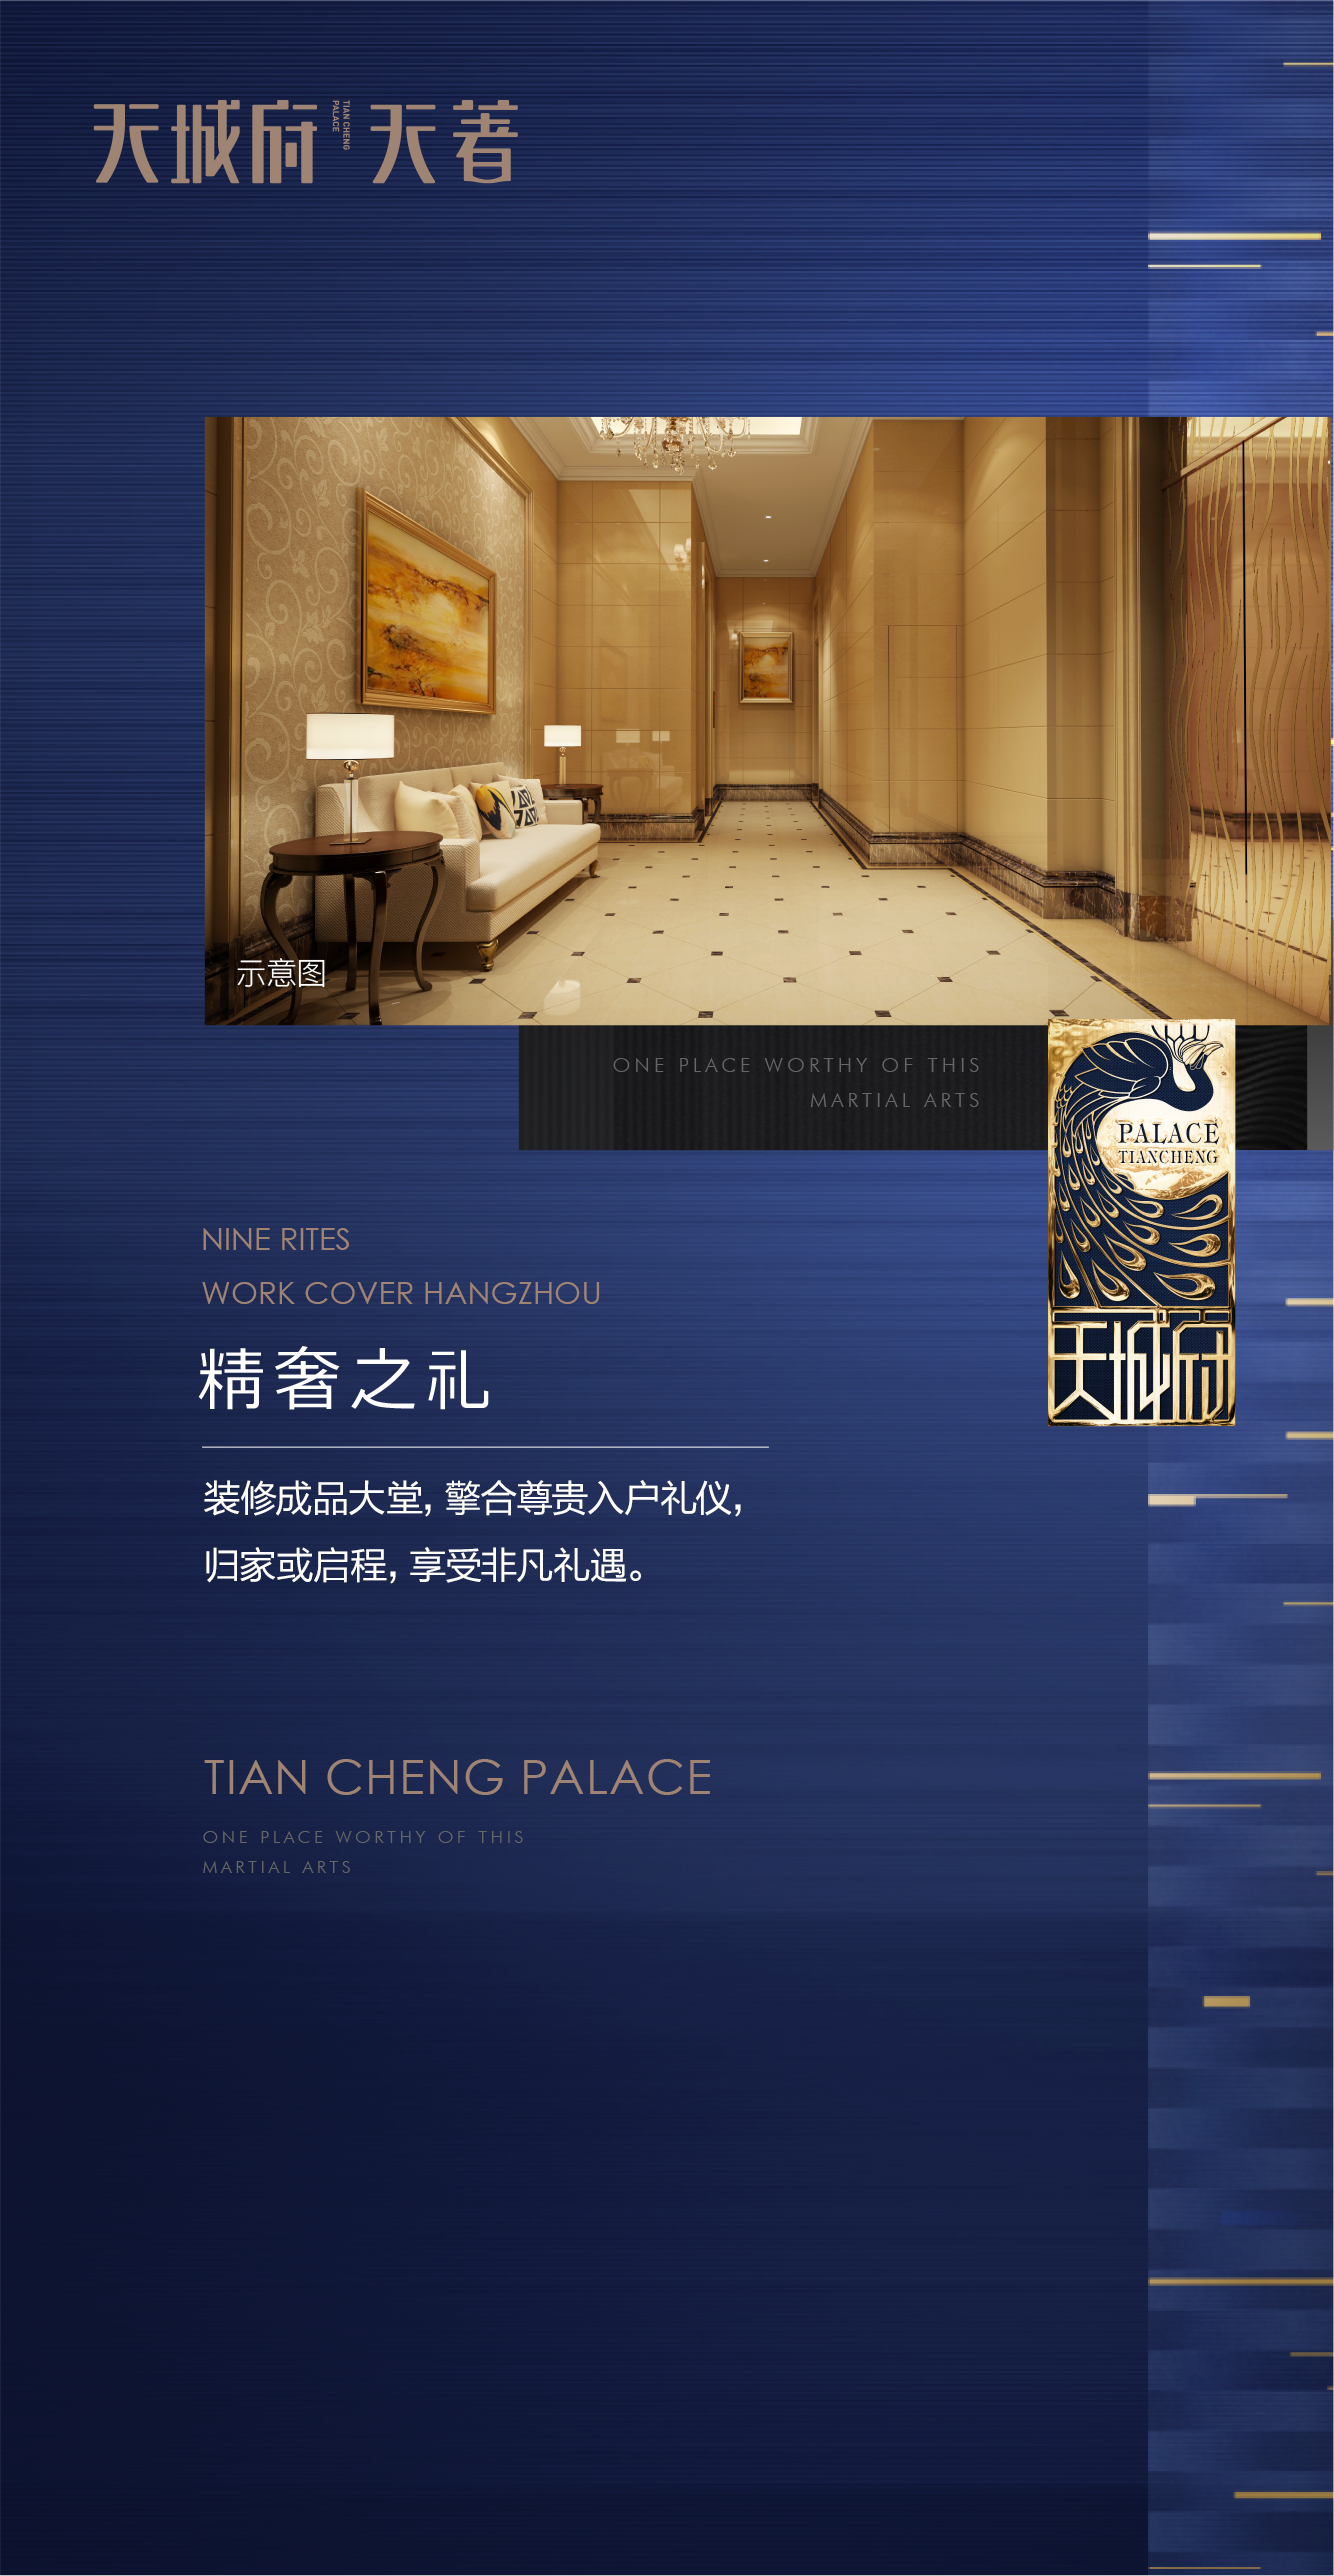 天城府 TIAN CHENG PALACE 天著
示意图
ONE PLACE WORTHY OF THIS
MARTIAL ARTS
PALACE
TIANCHENG
天城府
NINE RITES
WORK COVER HANGZHOU
精奢之礼
装修成品大堂，擎合尊贵入户礼仪，
归家或启程，享受非凡礼遇。
TIAN CHENG PALACE
ONE PLACE WORTHY OF THIS
MARTIAL ARTS